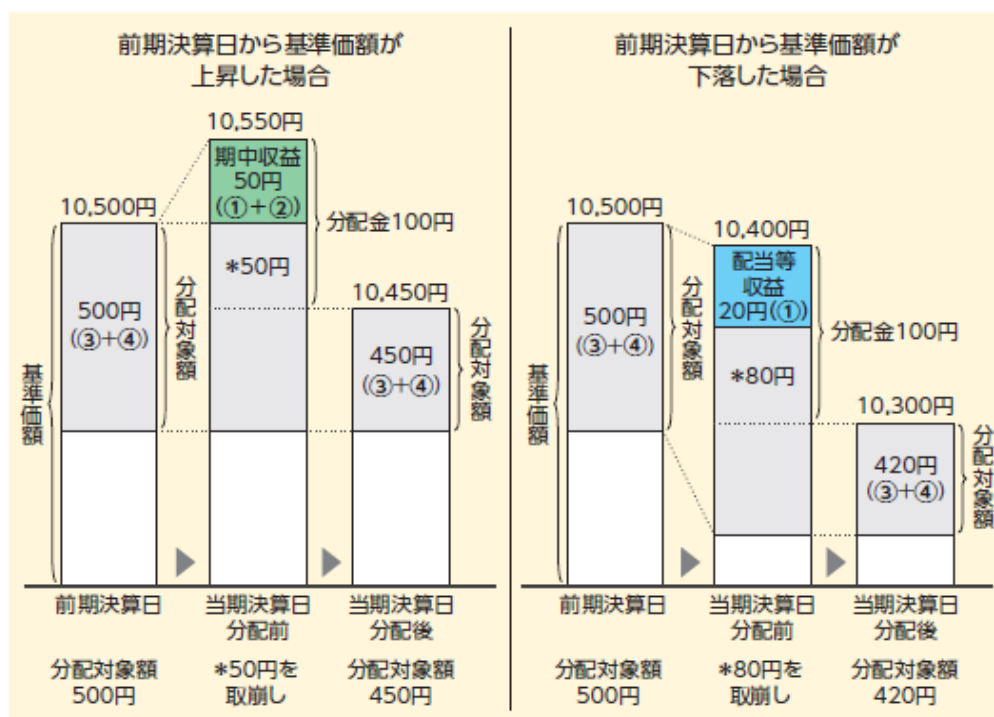 前期決算日から基準価額が
上昇した場合
10,550円
期中収益
50円
(①+②)
10,500円
分配金100円
*50円
10,450円
500円
(③+④)
分配対象額
450円
(③+④)
分配対象額
基準価額
前期決算日
当期決算日
分配前
当期決算日
分配後
分配対象額
500円
*50円を
取崩し
分配対象額
450円
前期決算日から基準価額が
下落した場合
10,500円
10,400円
配当等
収益
20円(①)
500円
(③+④)
分配対象額
分配金100円
*80円
10,300円
420円
(③+④)
分配対象額
基準価額
前期決算日
当期決算日
分配前
当期決算日
分配後
分配対象額
500円
*80円を
取崩し
分配対象額
420円